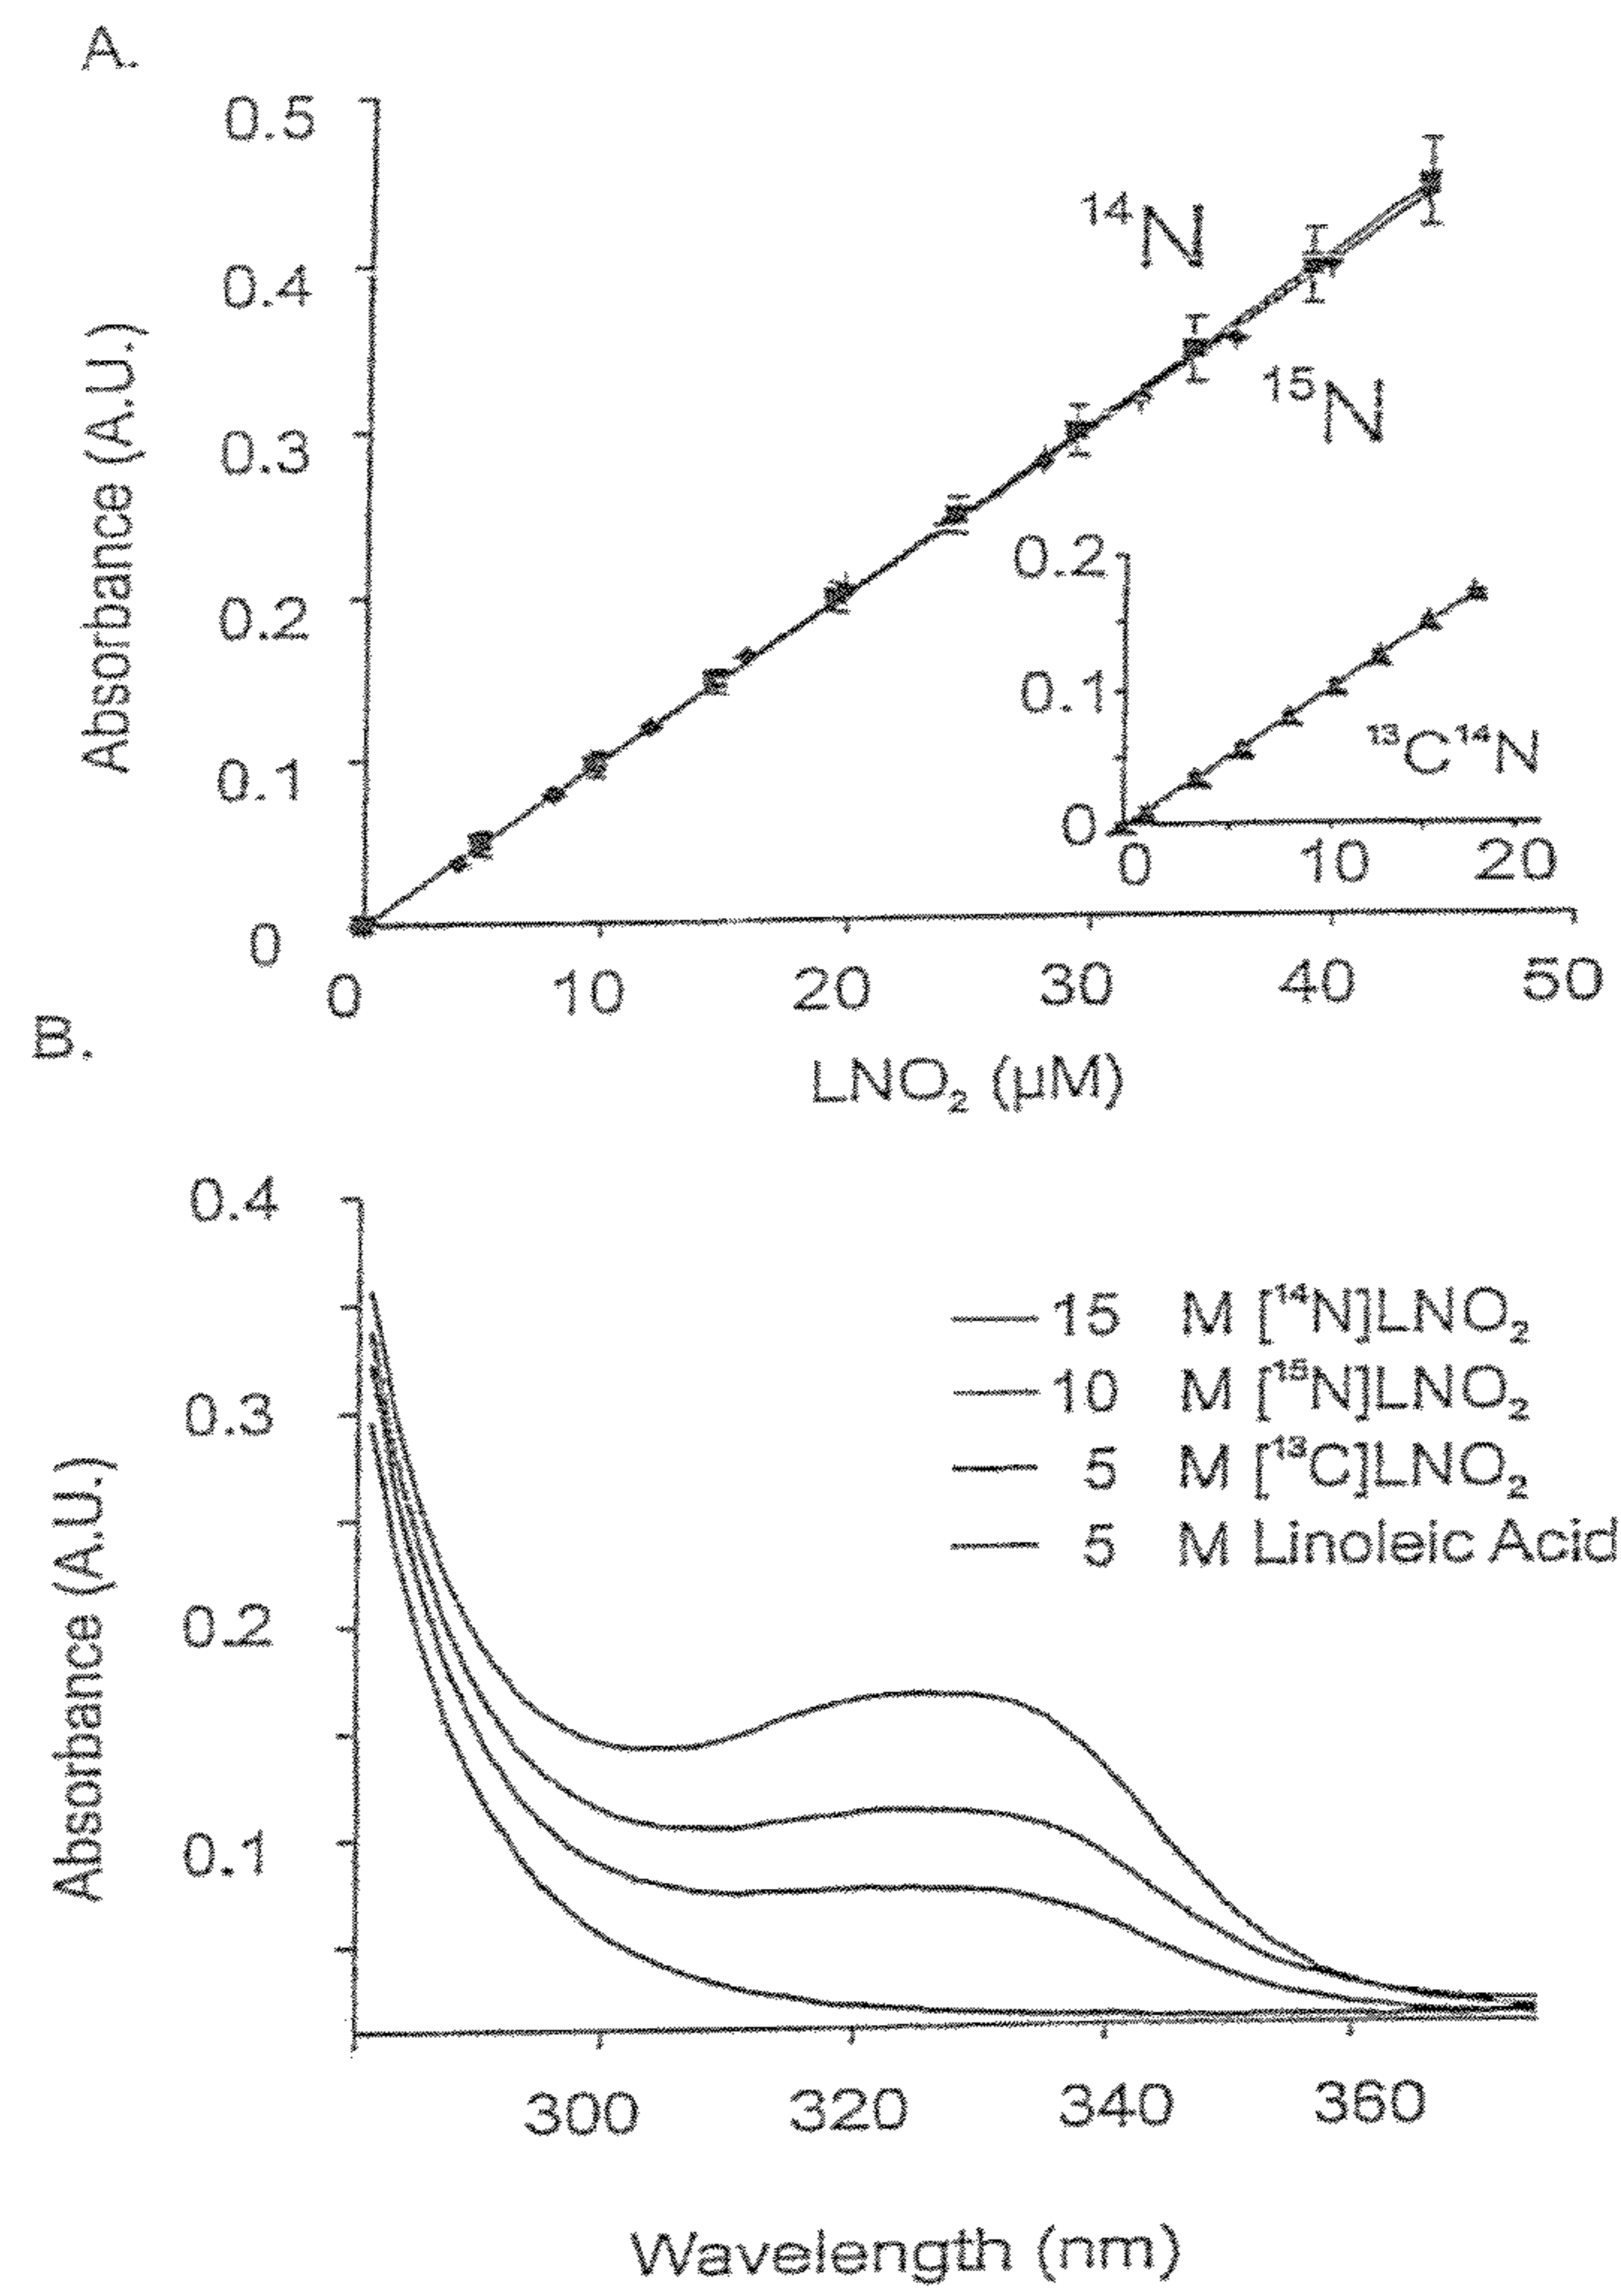 A.
0.5
0.4
0.3
0.2
0.1
0
Absorbance (A.U.)
¹⁴N
¹⁵N
0.2
0.1
0
¹³C¹⁴N
0 10 20
0 10 20 30 40 50
LNO₂ (µM)
B.
0.4
0.3
0.2
0.1
Absorbance (A.U.)
15 M [¹⁴N]LNO₂
10 M [¹⁵N]LNO₂
5 M [¹³C]LNO₂
5 M Linoleic Acid
300 320 340 360
Wavelength (nm)